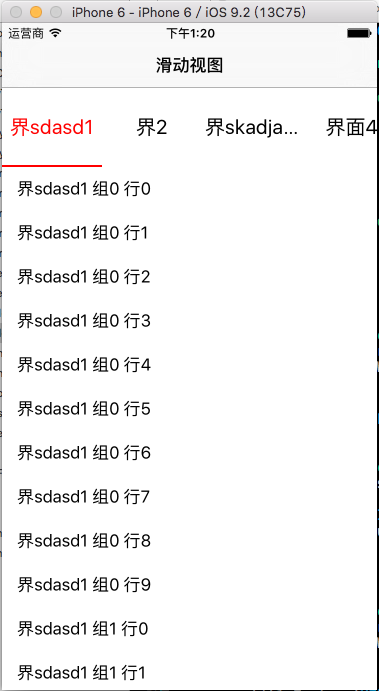 iPhone 6 - iPhone 6 / iOS 9.2 (13C75)
运营商 下午1:20
滑动视图
界sdasd1 界2 界skadja... 界面4
界sdasd1 组0 行0
界sdasd1 组0 行1
界sdasd1 组0 行2
界sdasd1 组0 行3
界sdasd1 组0 行4
界sdasd1 组0 行5
界sdasd1 组0 行6
界sdasd1 组0 行7
界sdasd1 组0 行8
界sdasd1 组0 行9
界sdasd1 组1 行0
界sdasd1 组1 行1